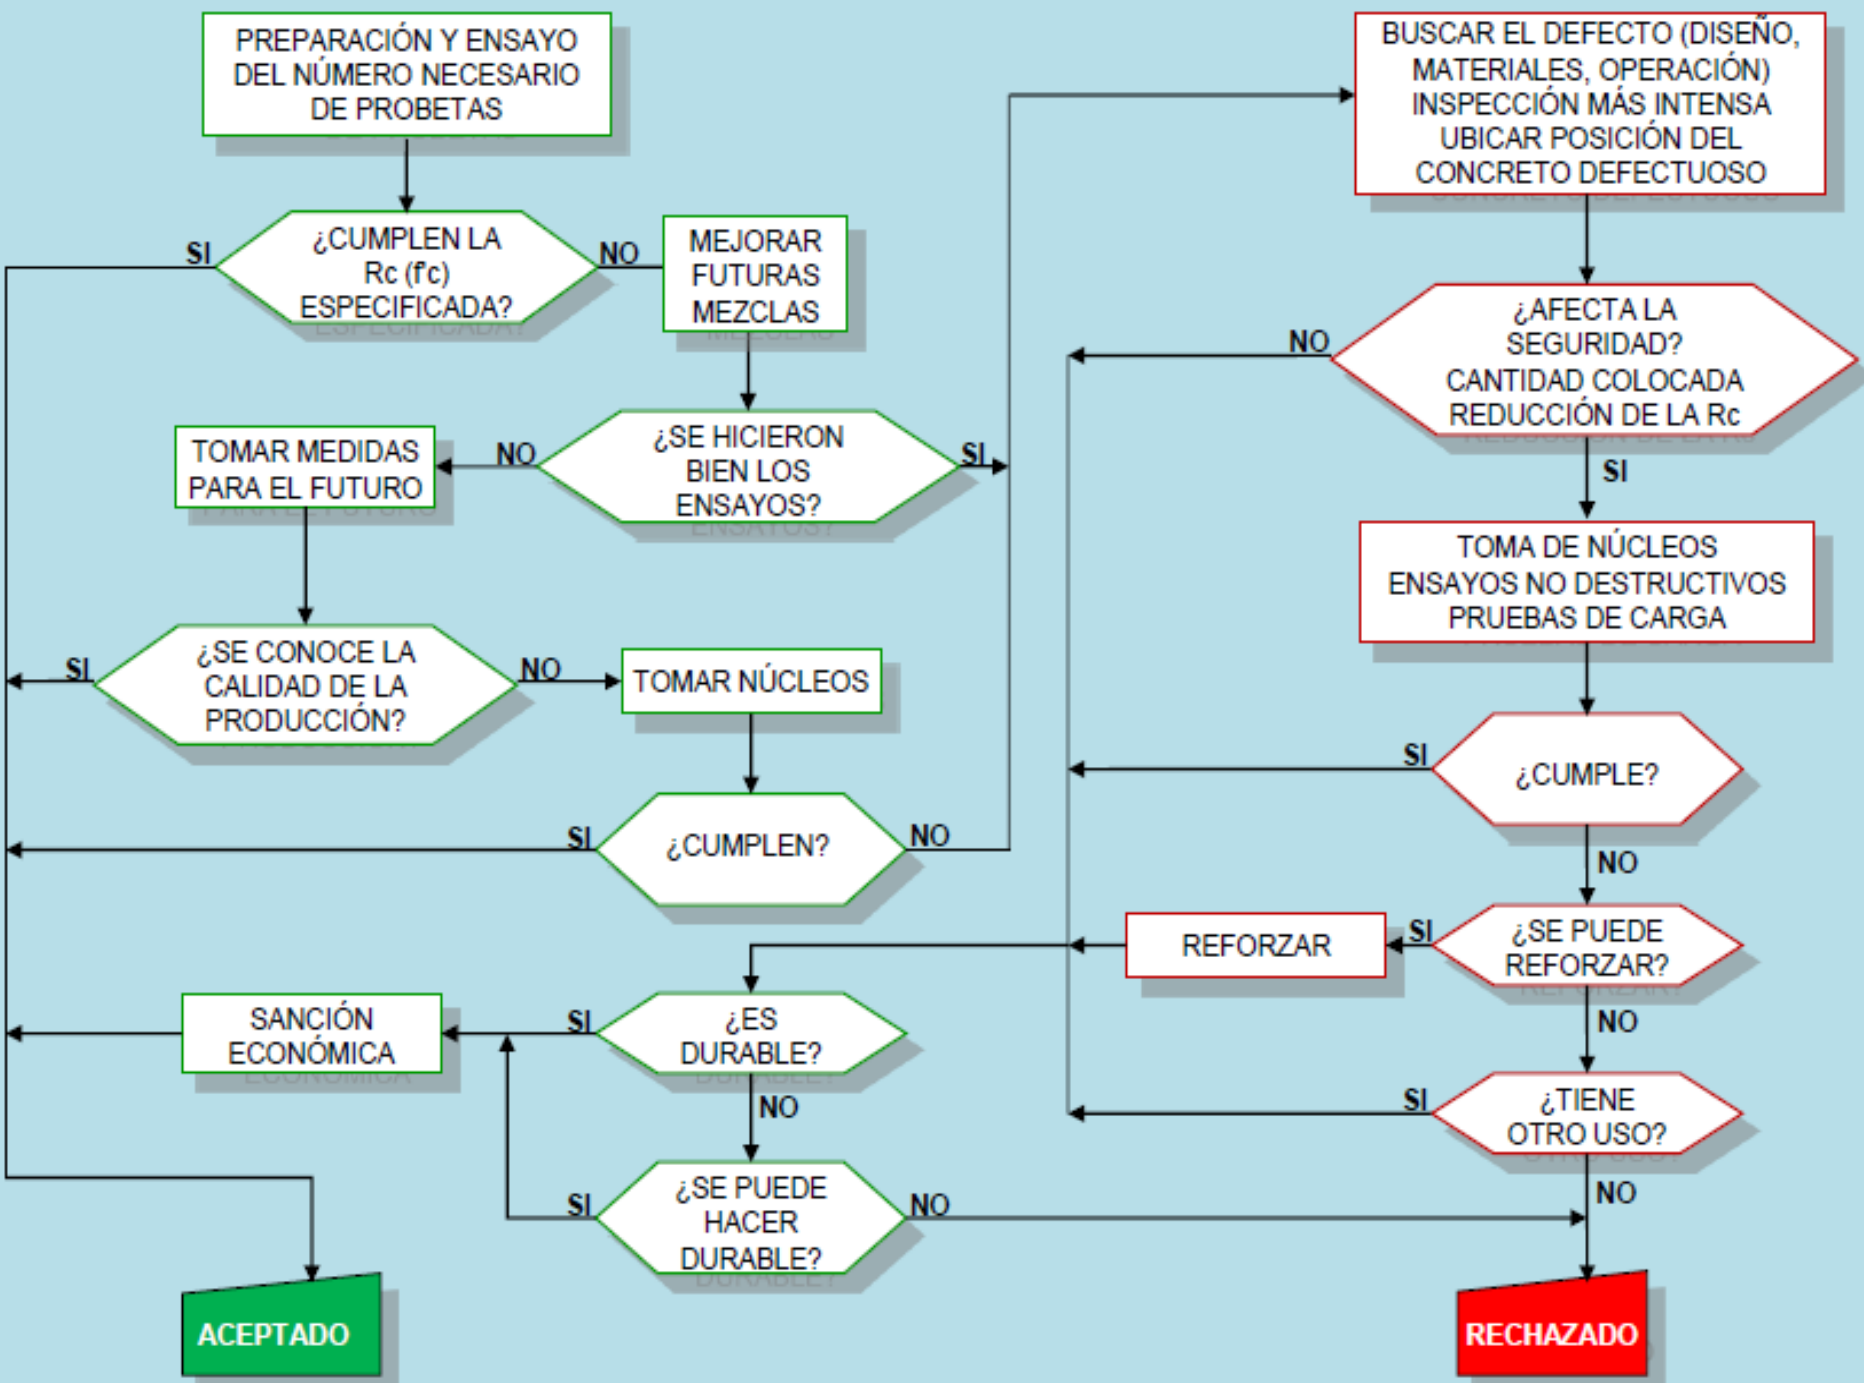 PREPARACIÓN Y ENSAYO
DEL NÚMERO NECESARIO
DE PROBETAS
¿CUMPLEN LA
Rc (f'c)
ESPECIFICADA?
SI
NO
MEJORAR
FUTURAS
MEZCLAS
¿SE HICIERON
BIEN LOS
ENSAYOS?
NO
SI
TOMAR MEDIDAS
PARA EL FUTURO
¿SE CONOCE LA
CALIDAD DE LA
PRODUCCIÓN?
SI
NO
TOMAR NÚCLEOS
¿CUMPLEN?
SI
NO
BUSCAR EL DEFECTO (DISEÑO,
MATERIALES, OPERACIÓN)
INSPECCIÓN MÁS INTENSA
UBICAR POSICIÓN DEL
CONCRETO DEFECTUOSO
¿AFECTA LA
SEGURIDAD?
CANTIDAD COLOCADA
REDUCCIÓN DE LA Rc
NO
SI
TOMA DE NÚCLEOS
ENSAYOS NO DESTRUCTIVOS
PRUEBAS DE CARGA
¿CUMPLE?
SI
NO
¿SE PUEDE
REFORZAR?
SI
REFORZAR
NO
¿TIENE
OTRO USO?
SI
NO
¿ES
DURABLE?
SI
SANCIÓN
ECONÓMICA
NO
¿SE PUEDE
HACER
DURABLE?
SI
NO
ACEPTADO
RECHAZADO